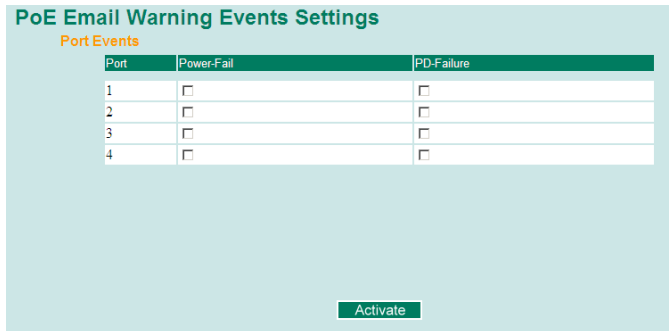 PoE Email Warning Events Settings
Port Events
Port Power-Fail PD-Failure
1
2
3
4
Activate